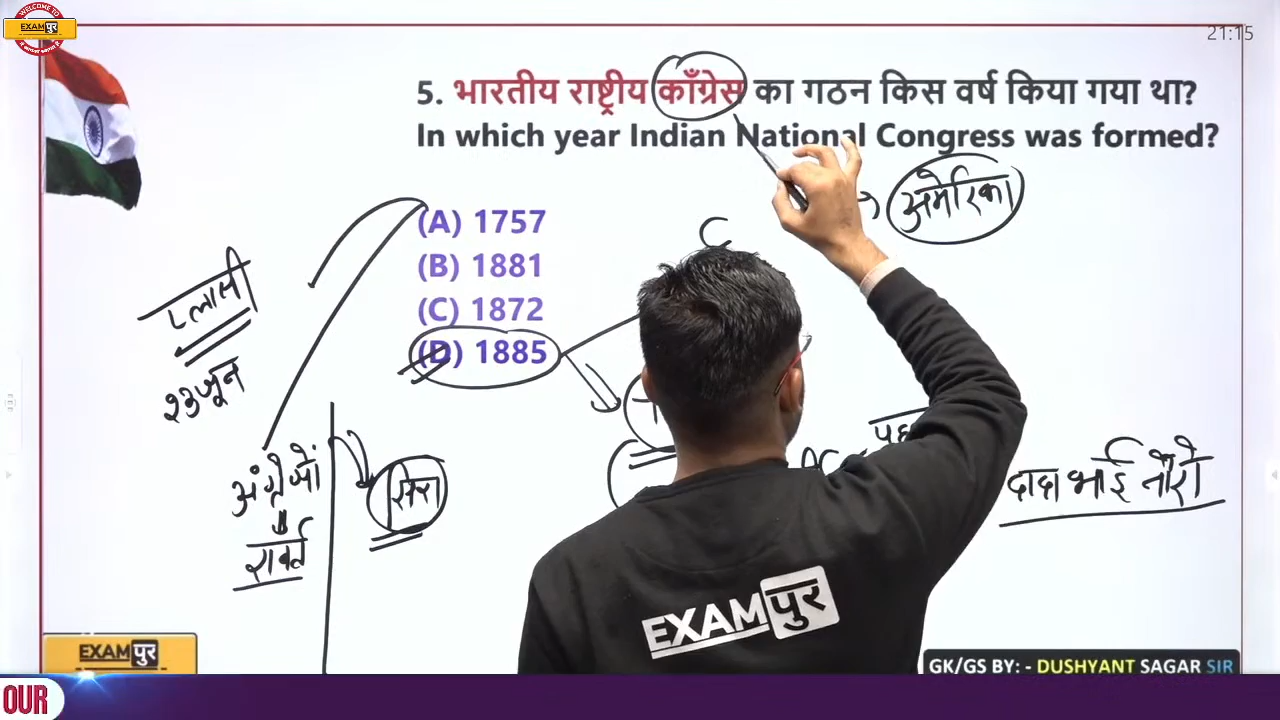 WELCOME TO
EXAMपुर
21:15
5. भारतीय राष्ट्रीय काँग्रेस का गठन किस वर्ष किया गया था?
In which year Indian National Congress was formed?
अमेरिका
(A) 1757
(B) 1881
(C) 1872
(D) 1885
C
प्लासी
23 जून
अंग्रेजों
दादा भाई नौरो
EXAMपुर
EXAMपुर
GK/GS BY: - DUSHYANT SAGAR SIR
OUR